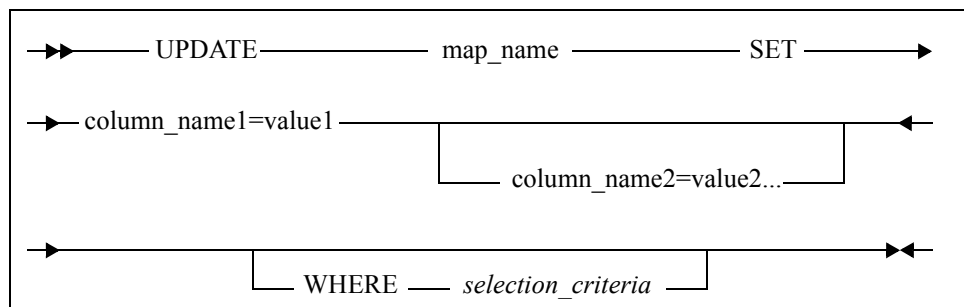 UPDATE map_name SET
column_name1=value1
column_name2=value2...
WHERE selection_criteria